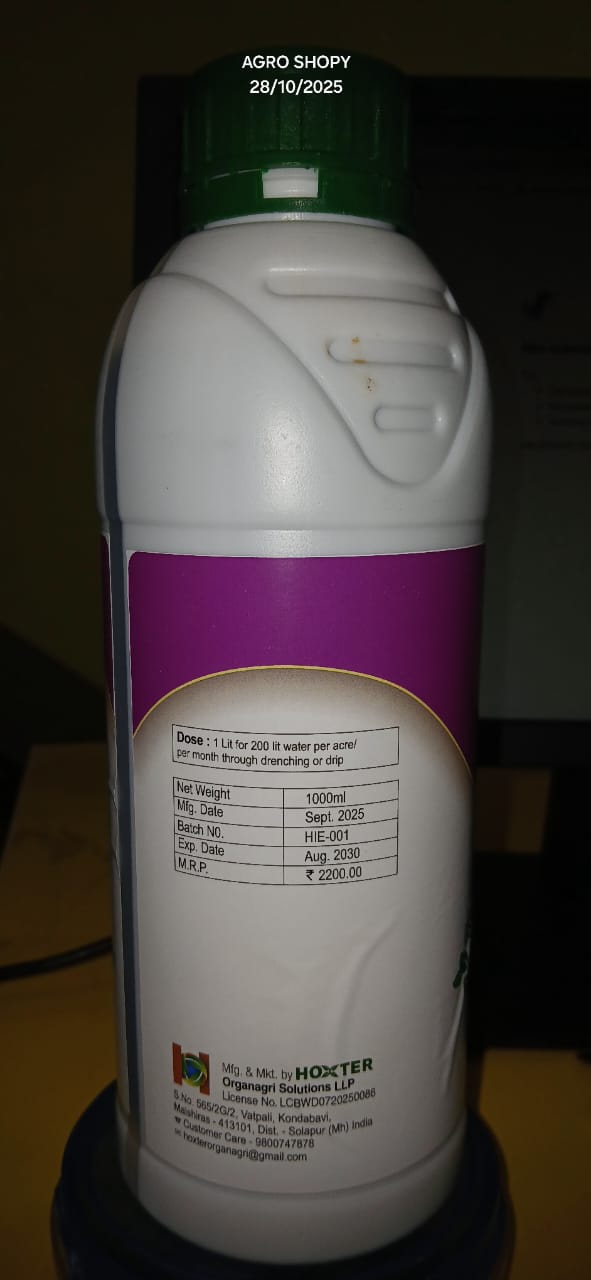 AGRO SHOPY
28/10/2025
Dose : 1 Lit for 200 lit water per acre/
per month through drenching or drip
Net Weight 1000ml
Mfg. Date Sept. 2025
Batch N0. HIE-001
Exp. Date Aug. 2030
M.R.P. ₹ 2200.00
Mfg. & Mkt. by HOXTER
Organagri Solutions LLP
License No. LCBWD0720250086
S.No. 565/2G/2, Vatpali, Kondabavi,
Malshiras - 413101, Dist. - Solapur (Mh) India
Customer Care - 9800747878
hoxterorganagri@gmail.com